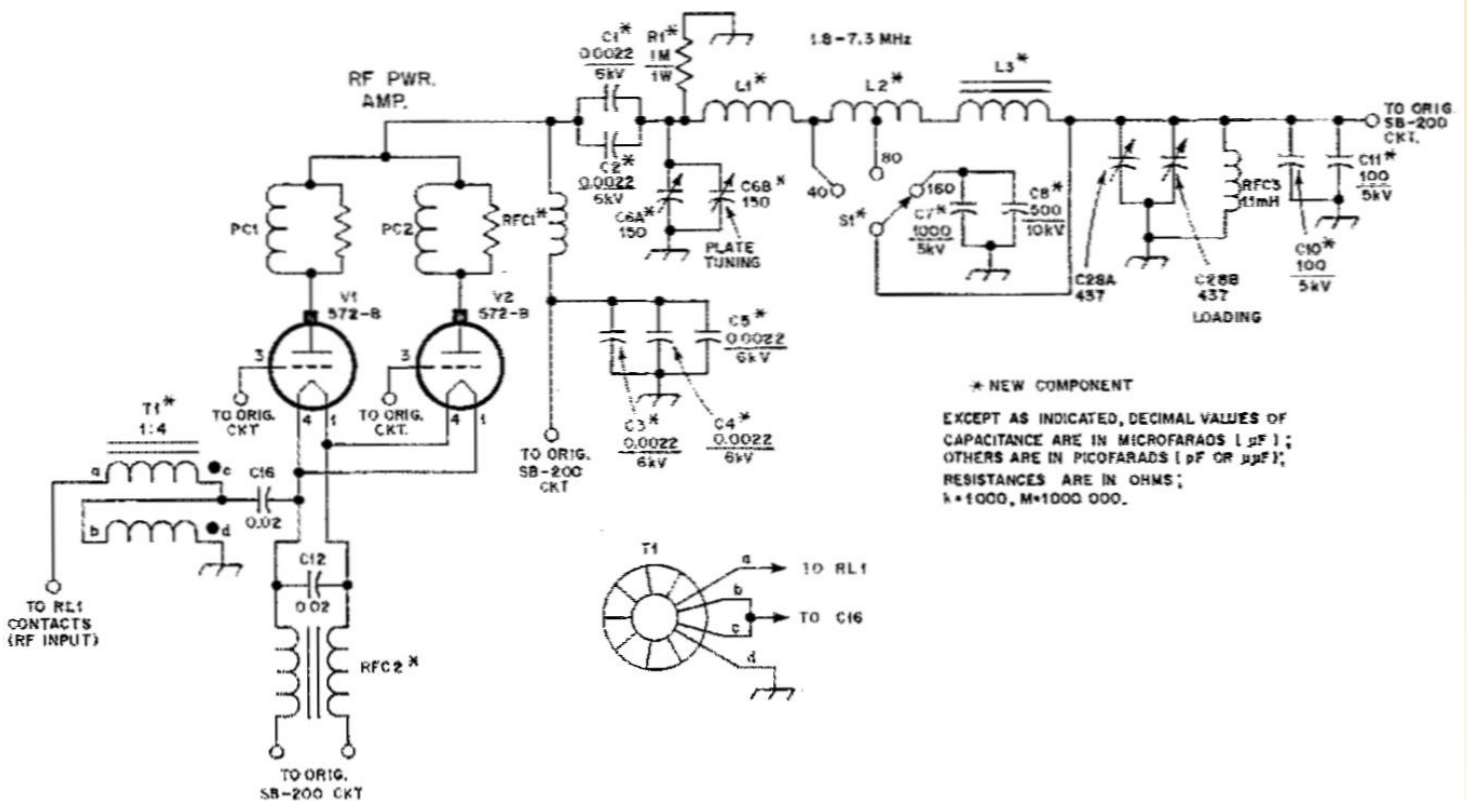 1.8-7.3 MHz
RF PWR.
AMP.
C1*
0.0022
6kV
C2*
0.0022
6kV
R1*
1M
1W
L1*
L2*
L3*
TO ORIG.
SB-200
CKT.
40
80
160
S1*
C7*
1000
5kV
C8*
500
10kV
C6A*
150
C6B*
150
PLATE
TUNING
C28A
437
C28B
437
LOADING
RFC3
1.1mH
C10*
100
5kV
C11*
100
5kV
PC1
PC2
RFC1*
V1
572-B
V2
572-B
3
4
1
3
4
1
TO ORIG.
CKT
TO ORIG.
CKT.
C3*
0.0022
6kV
C4*
0.0022
6kV
C5*
0.0022
6kV
TO ORIG.
SB-200
CKT
T1*
1:4
a
c
b
d
C16
0.02
TO RL1
CONTACTS
(RF INPUT)
C12
0.02
RFC2*
TO ORIG.
SB-200 CKT
T1
a
TO RL1
b
TO C16
c
d
* NEW COMPONENT
EXCEPT AS INDICATED, DECIMAL VALUES OF
CAPACITANCE ARE IN MICROFARADS ( µF ) ;
OTHERS ARE IN PICOFARADS ( pF OR µµF);
RESISTANCES ARE IN OHMS;
k=1000, M=1000 000.